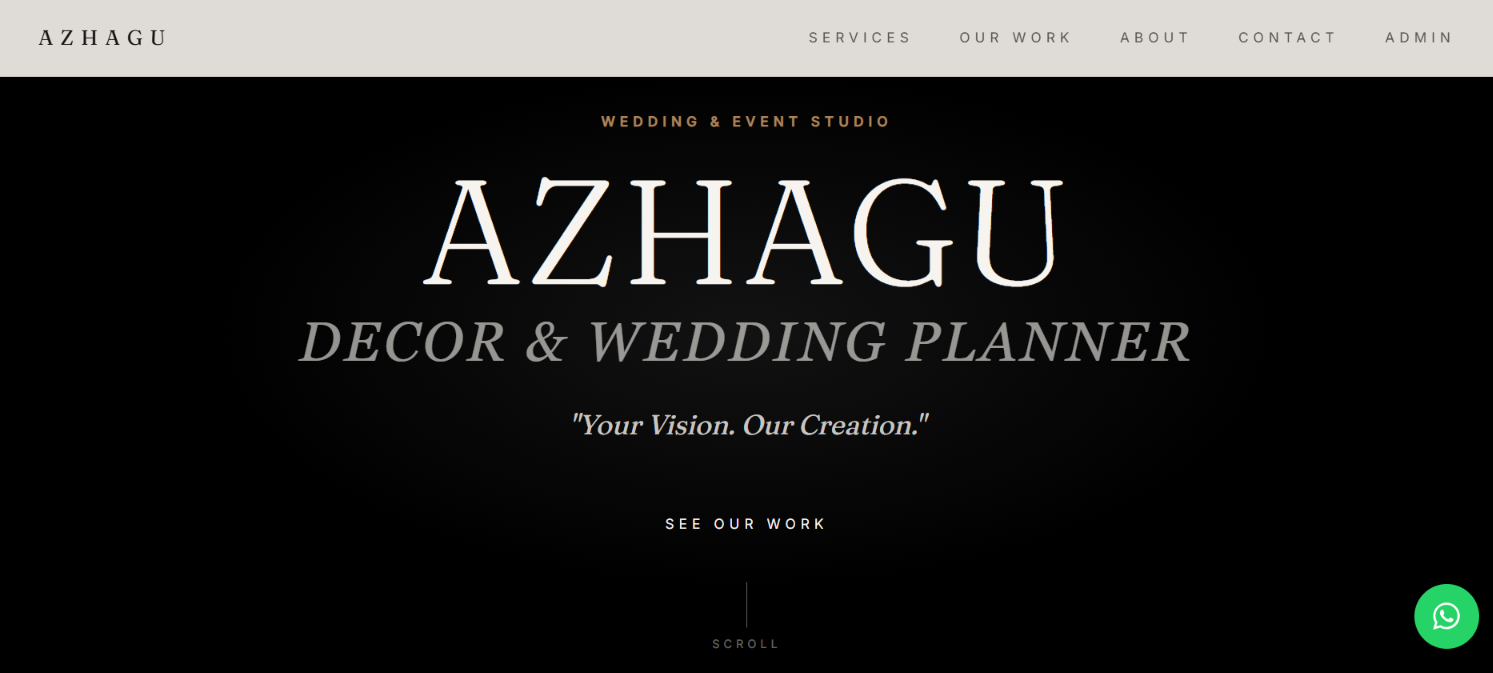 AZHAGU
SERVICES OUR WORK ABOUT CONTACT ADMIN
WEDDING & EVENT STUDIO
AZHAGU
DECOR & WEDDING PLANNER
"Your Vision. Our Creation."
SEE OUR WORK
SCROLL